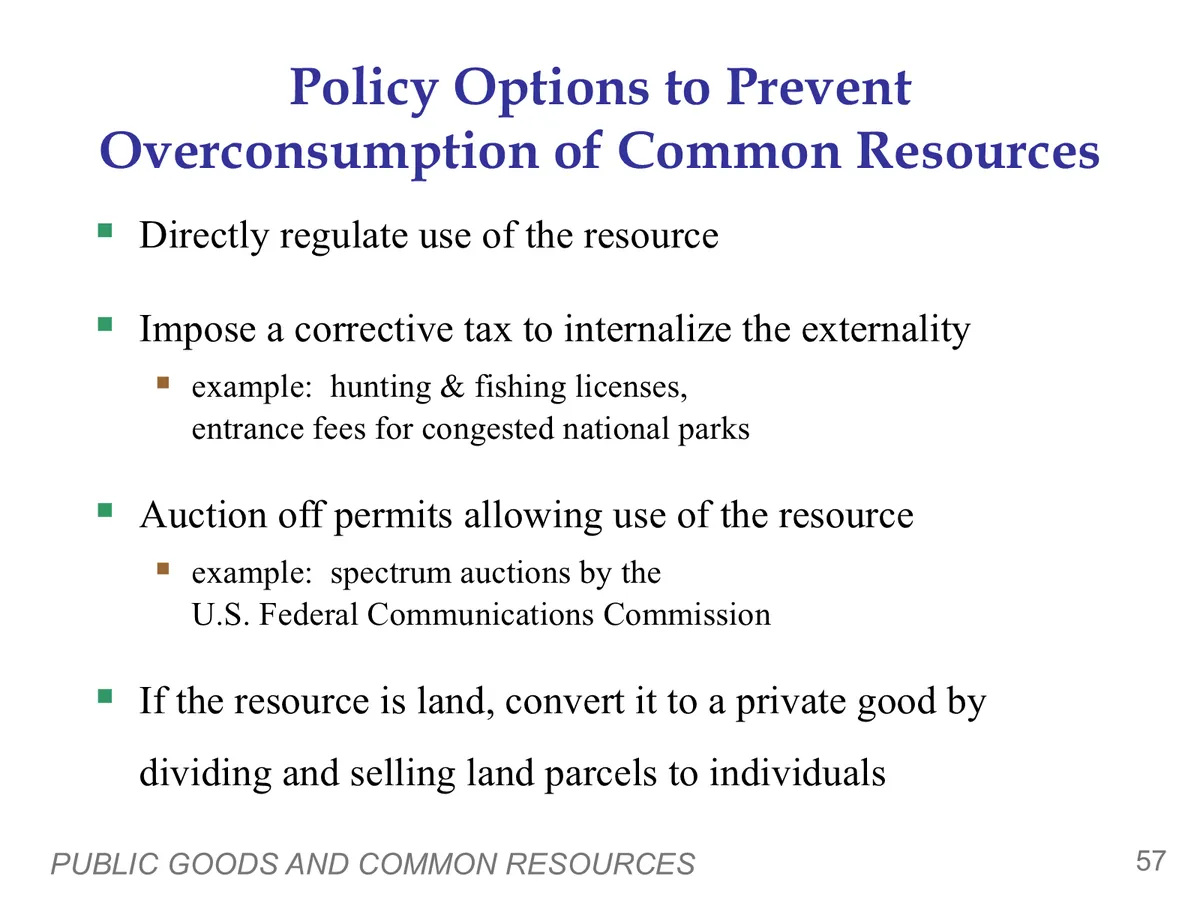 Policy Options to Prevent
Overconsumption of Common Resources
Directly regulate use of the resource
Impose a corrective tax to internalize the externality
example:  hunting & fishing licenses,
entrance fees for congested national parks
Auction off permits allowing use of the resource
example:  spectrum auctions by the
U.S. Federal Communications Commission
If the resource is land, convert it to a private good by
dividing and selling land parcels to individuals
PUBLIC GOODS AND COMMON RESOURCES
57